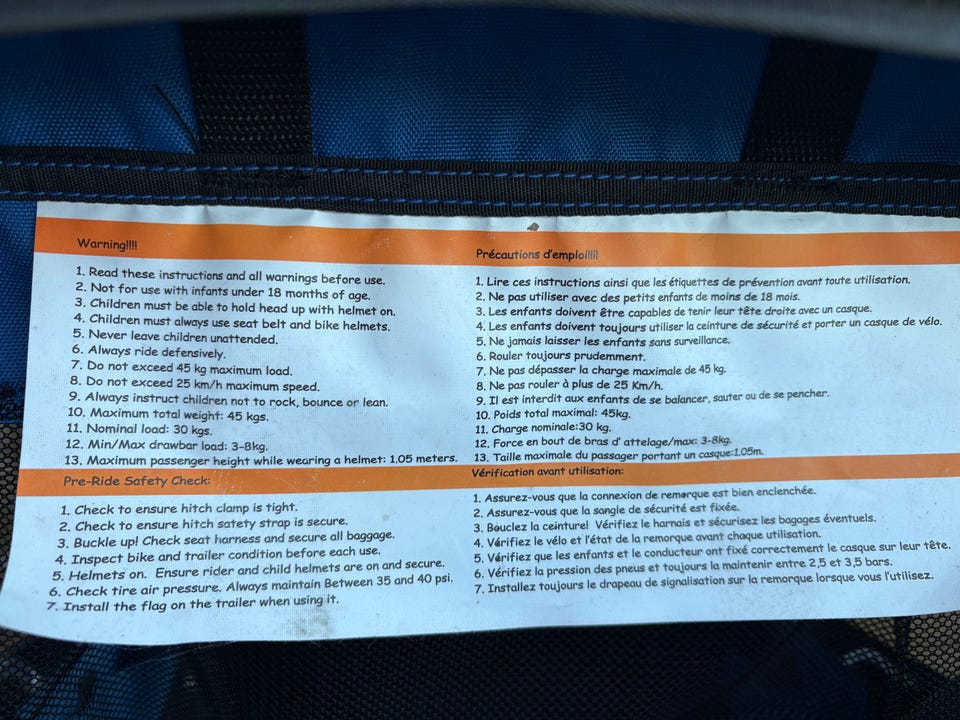 Warning!!!!
1. Read these instructions and all warnings before use.
2. Not for use with infants under 18 months of age.
3. Children must be able to hold head up with helmet on.
4. Children must always use seat belt and bike helmets.
5. Never leave children unattended.
6. Always ride defensively.
7. Do not exceed 45 kg maximum load.
8. Do not exceed 25 km/h maximum speed.
9. Always instruct children not to rock, bounce or lean.
10. Maximum total weight: 45 kgs.
11. Nominal load: 30 kgs.
12. Min/Max drawbar load: 3-8kg.
13. Maximum passenger height while wearing a helmet: 1.05 meters.
Pre-Ride Safety Check:
1. Check to ensure hitch clamp is tight.
2. Check to ensure hitch satety strap is secure.
3. Buckle up! Check seat harness and secure all baggage.
4. Inspect bike and trailer condition before each use.
5. Helmets on. Ensure rider and child helmets are on and secure.
6. Check tire air pressure. Always maintain Between 35 and 40 psi.
7. Install the flag on the trailer when using it.
Précautions d'emploi!!!!
1. Lire ces instructions ainsi que les étiquettes de prévention avant toute utilisation.
2. Ne pas utiliser avec des petits enfants de moins de 18 mois.
3. Les enfants doivent être capables de tenir leur tête droite avec un casque.
4. Les enfants doivent toujours utiliser la ceinture de sécurité et porter un casque de vélo.
5. Ne jamais laisser les enfants sans surveillance.
6. Rouler toujours prudemment.
7. Ne pas dépasser la charge maximale de 45 kg.
8. Ne pas rouler à plus de 25 Km/h.
9. Il est interdit aux enfants de se balancer, sauter ou de se pencher.
10. Poids total maximal: 45kg.
11. Charge nominale:30 kg.
12. Force en bout de bras d' attelage/max: 3-8kg.
13. Taille maximale du passager portant un casque:1.05m.
Vérification avant utilisation:
1. Assurez-vous que la connexion de remorque est bien enclenchée.
2. Assurez-vous que la sangle de sécurité est fixée.
3. Bouclez la ceinture! Vérifiez le harnais et sécurisez les bagages éventuels.
4. Vérifiez le vélo et l'état de la remorque avant chaque utilisation.
5. Vérifiez que les enfants et le conducteur ont fixé correctement le casque sur leur tête.
6. Vérifiez la pression des pneus et toujours la maintenir entre 2,5 et 3,5 bars.
7. Installez toujours le drapeau de signalisation sur la remorque lorsque vous l'utilisez.